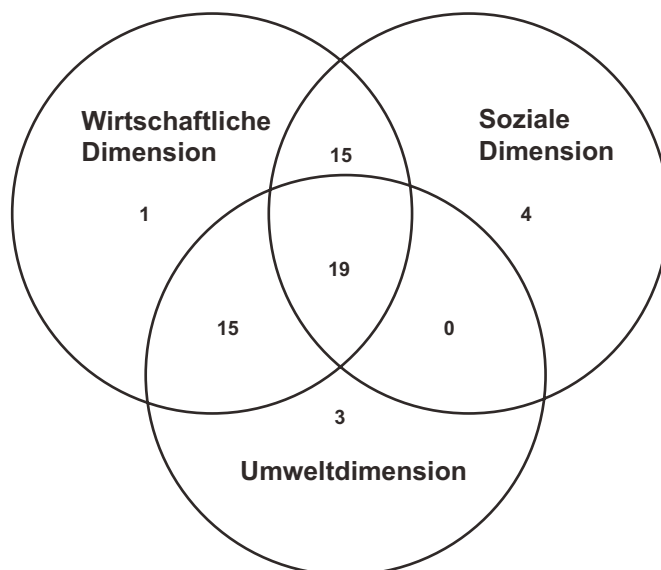 Wirtschaftliche
Dimension
Soziale
Dimension
15
1
4
19
15
0
3
Umweltdimension